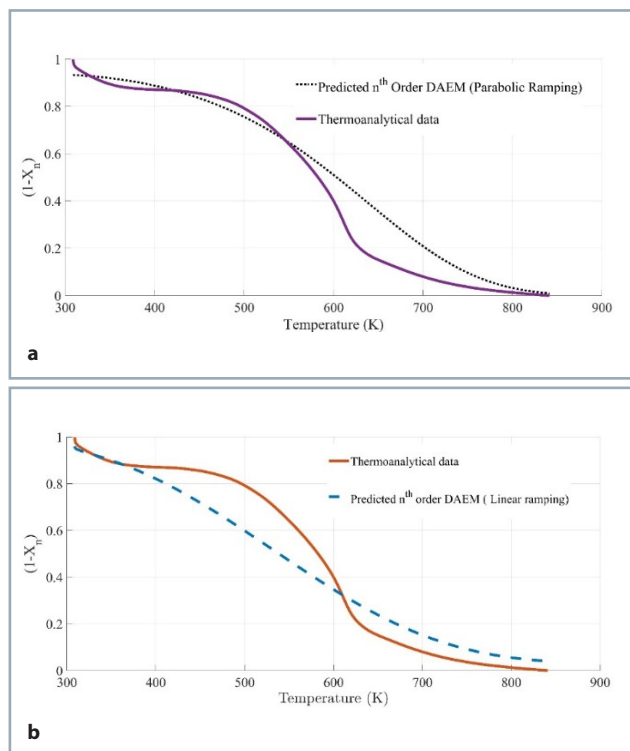 1
0.8
0.6
0.4
0.2
0
(1-Xₙ)
Predicted nᵗʰ Order DAEM (Parabolic Ramping)
Thermoanalytical data
300 400 500 600 700 800 900
Temperature (K)
a
1
0.8
0.6
0.4
0.2
0
(1-Xₙ)
Thermoanalytical data
Predicted nᵗʰ order DAEM ( Linear ramping)
300 400 500 600 700 800 900
Temperature (K)
b